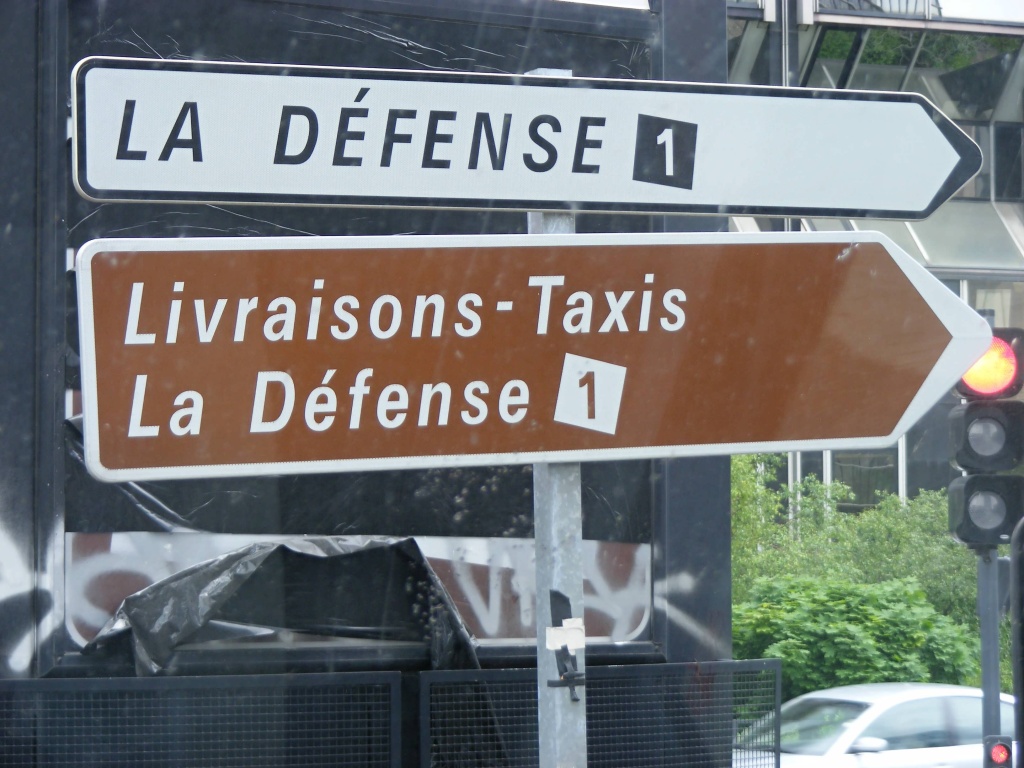 LA DÉFENSE 1
Livraisons-Taxis
La Défense 1